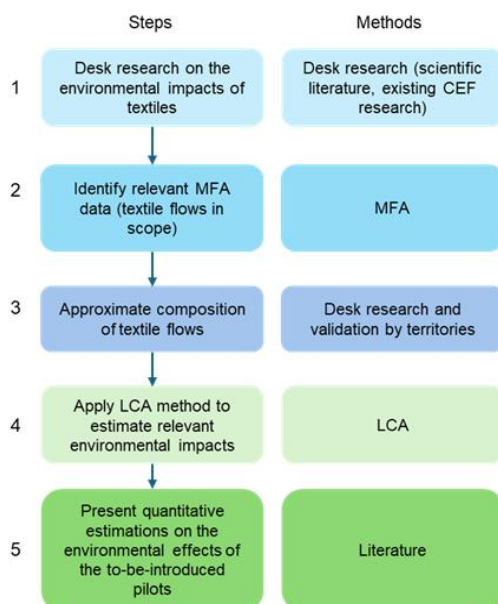 Steps
Methods
1
Desk research on the
environmental impacts of
textiles
Desk research (scientific
literature, existing CEF
research)
2
Identify relevant MFA
data (textile flows in
scope)
MFA
3
Approximate composition
of textile flows
Desk research and
validation by territories
4
Apply LCA method to
estimate relevant
environmental impacts
LCA
5
Present quantitative
estimations on the
environmental effects of
the to-be-introduced
pilots
Literature